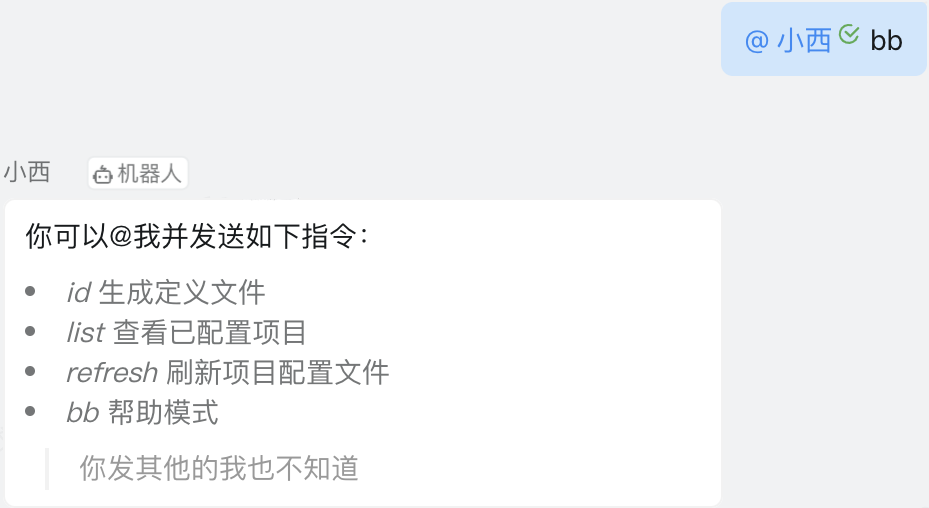 @ 小西 bb
小西 机器人
你可以@我并发送如下指令：
• id 生成定义文件
• list 查看已配置项目
• refresh 刷新项目配置文件
• bb 帮助模式
你发其他的我也不知道